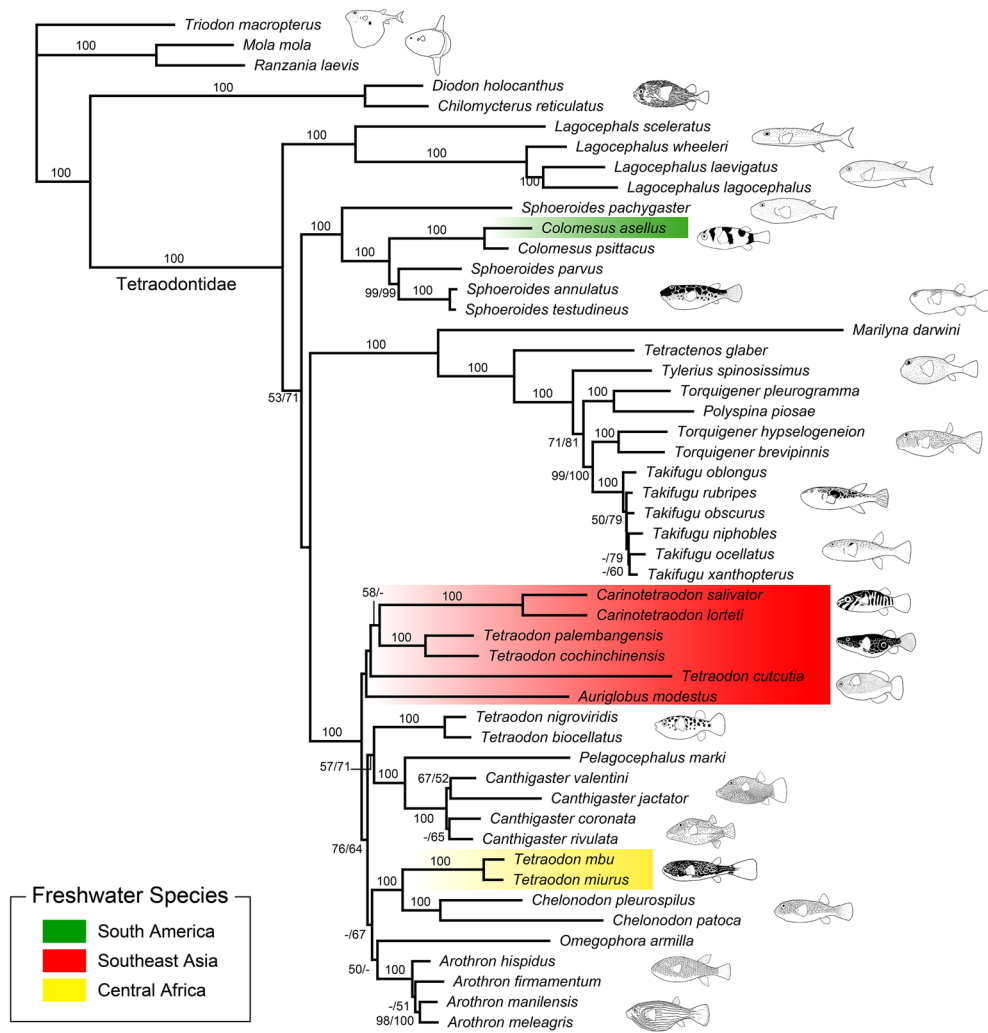 Triodon macropterus
100
Mola mola
Ranzania laevis
100
Diodon holocanthus
Chilomycterus reticulatus
100
Lagocephals sceleratus
100
Lagocephalus wheeleri
Lagocephalus laevigatus
100
Lagocephalus lagocephalus
100
100
Tetraodontidae
Sphoeroides pachygaster
100
Colomesus asellus
100
Colomesus psittacus
100
Sphoeroides parvus
99/99
Sphoeroides annulatus
100
Sphoeroides testudineus
53/71
Marilyna darwini
100
Tetractenos glaber
100
Tylerius spinosissimus
100
Torquigener pleurogramma
100
Polyspina piosae
71/81
Torquigener hypselogeneion
100
Torquigener brevipinnis
99/100
Takifugu oblongus
100
Takifugu rubripes
Takifugu obscurus
50/79
Takifugu niphobles
Takifugu ocellatus
-/79
Takifugu xanthopterus
-/60
58/-
Carinotetraodon salivator
100
Carinotetraodon lorteti
Tetraodon palembangensis
100
Tetraodon cochinchinensis
Tetraodon cutcutia
Auriglobus modestus
100
Tetraodon nigroviridis
100
Tetraodon biocellatus
57/71
Pelagocephalus marki
100
Canthigaster valentini
67/52
Canthigaster jactator
Canthigaster coronata
100
Canthigaster rivulata
-/65
76/64
Tetraodon mbu
100
Tetraodon miurus
100
Chelonodon pleurospilus
100
Chelonodon patoca
-/67
Omegophora armilla
50/-
Arothron hispidus
100
Arothron firmamentum
Arothron manilensis
-/51
Arothron meleagris
98/100
Freshwater Species
South America
Southeast Asia
Central Africa